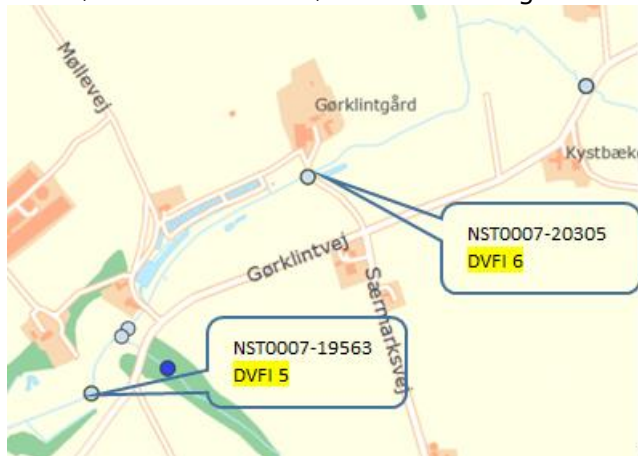 Møllevej
Gørklintgård
Kystbæk
NST0007-20305
DVFI 6
Gørklintvej
Særmarksvej
NST0007-19563
DVFI 5